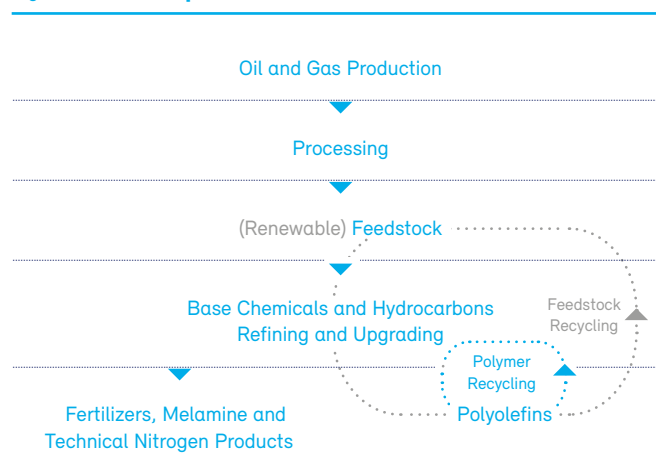 Oil and Gas Production
Processing
(Renewable) Feedstock
Base Chemicals and Hydrocarbons
Refining and Upgrading
Feedstock
Recycling
Polymer
Recycling
Fertilizers, Melamine and
Technical Nitrogen Products
Polyolefins